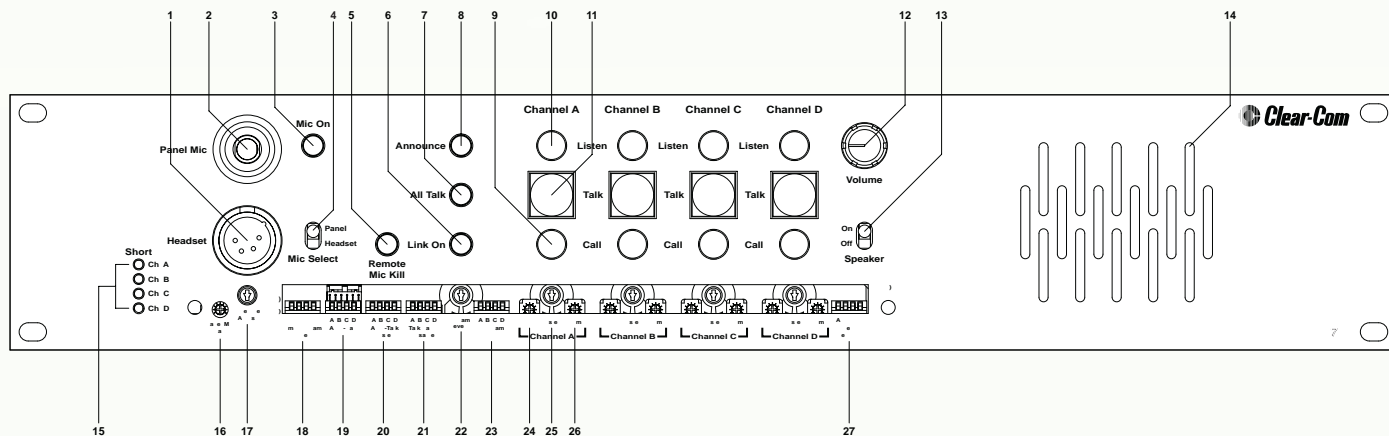 1 2 3 4 5 6 7 8 9 10 11 12 13 14
Channel A Channel B Channel C Channel D
Clear-Com
Mic On
Panel Mic
Announce Listen Listen Listen
Volume
All Talk Talk Talk Talk
Panel On
Headset
Headset Link On Call Call Call Off
Short Mic Select Remote Speaker
Ch A Mic Kill
Ch B
Ch C
Ch D
A B C D A B C D A B C D A B C D
Channel A Channel B Channel C Channel D
15 16 17 18 19 20 21 22 23 24 25 26 27